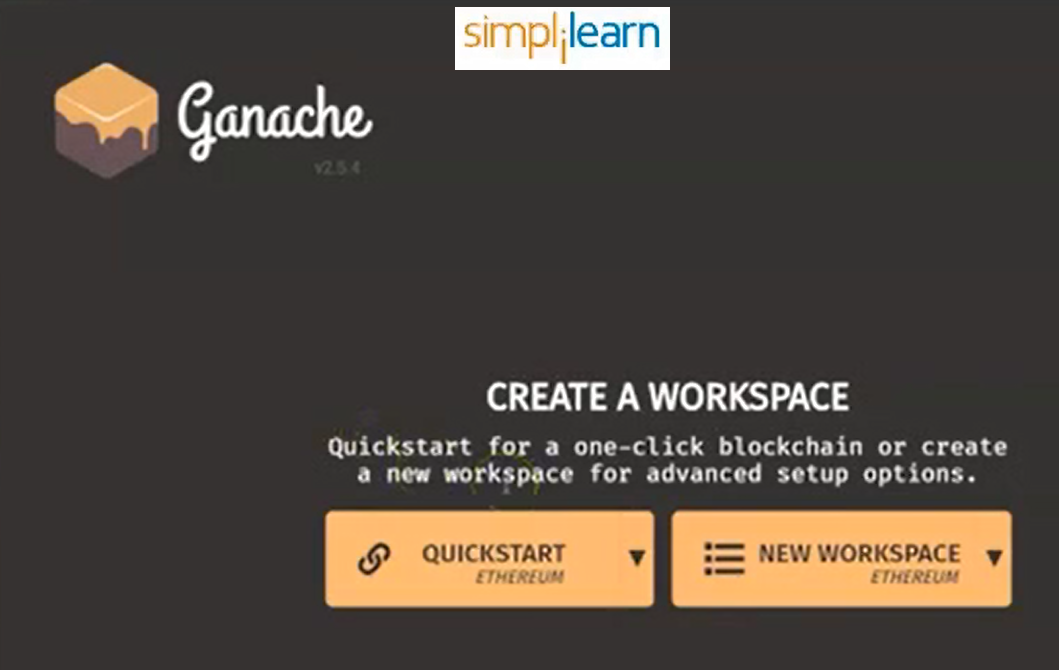 simplilearn
Ganache
v2.5.4
CREATE A WORKSPACE
Quickstart for a one-click blockchain or create
a new workspace for advanced setup options.
QUICKSTART
ETHEREUM
NEW WORKSPACE
ETHEREUM